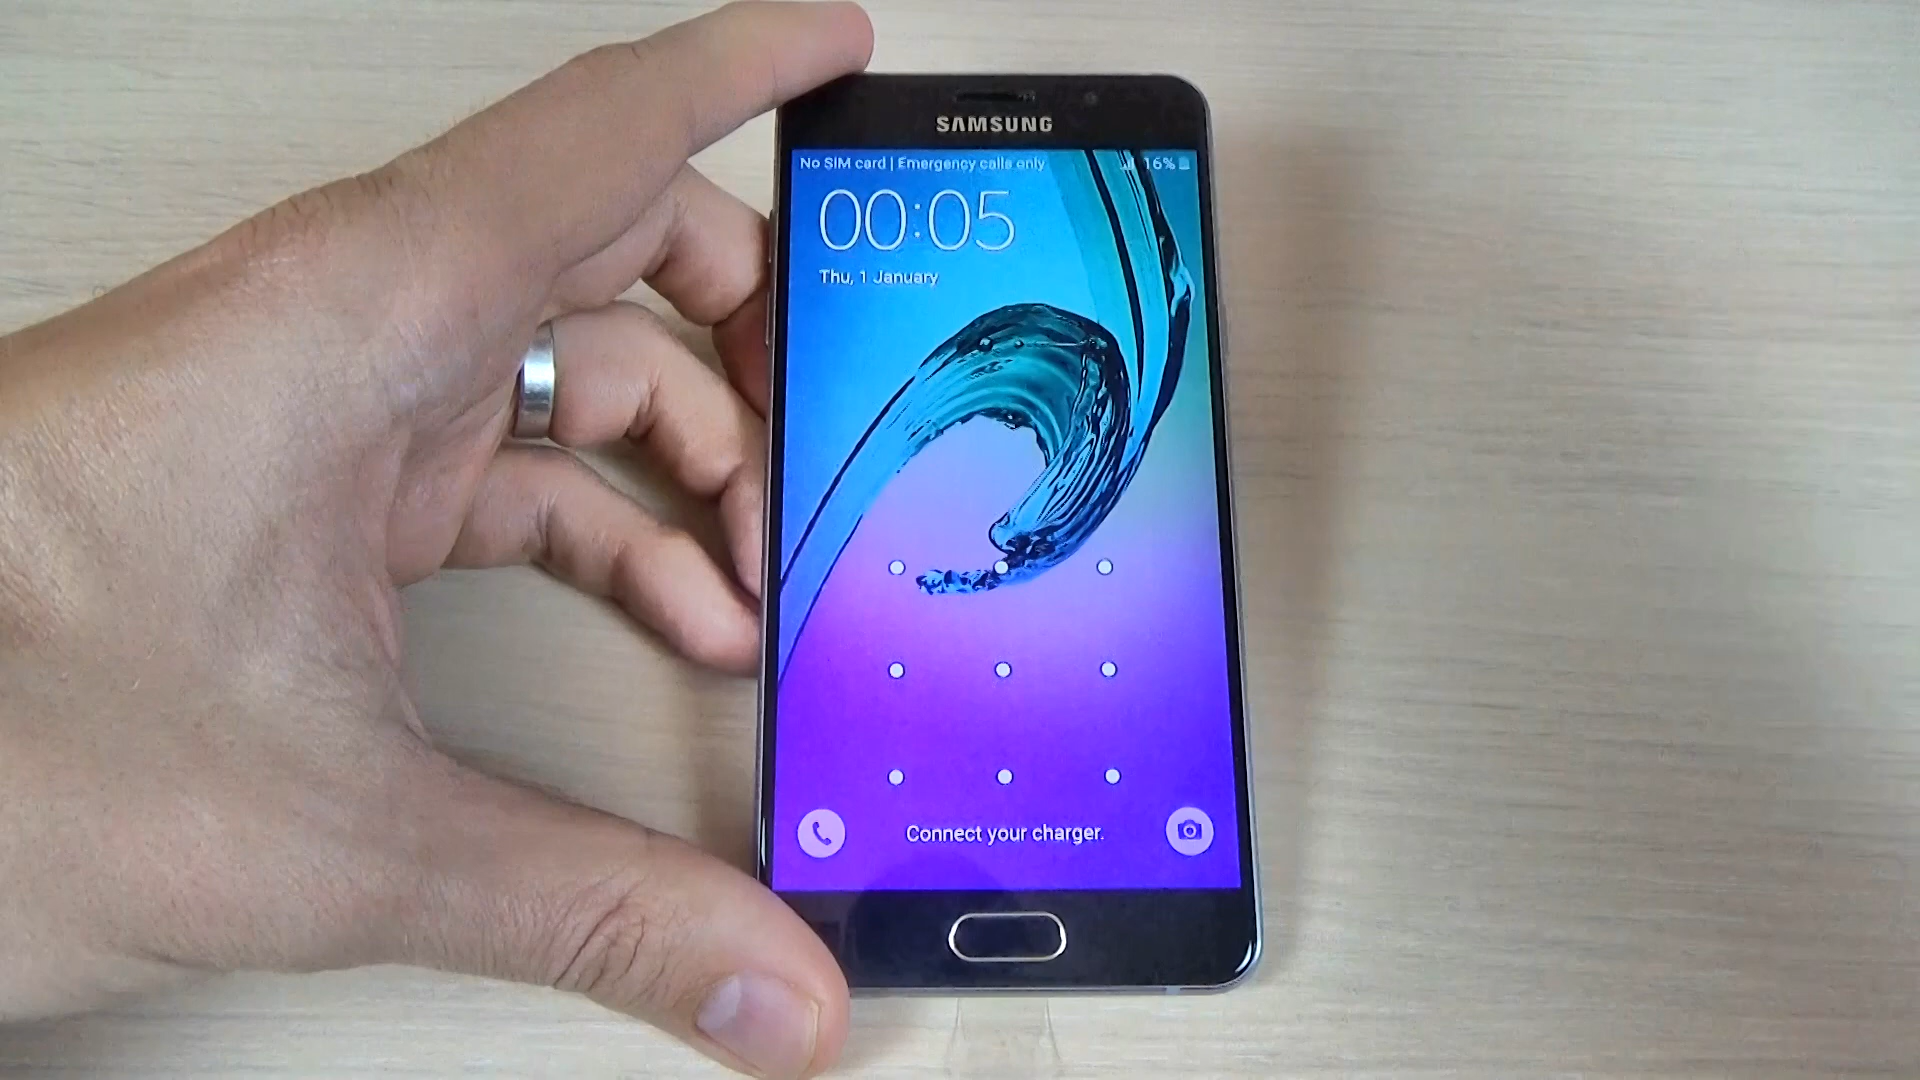 SAMSUNG
No SIM card | Emergency calls only 16%
00:05
Thu, 1 January
Connect your charger.